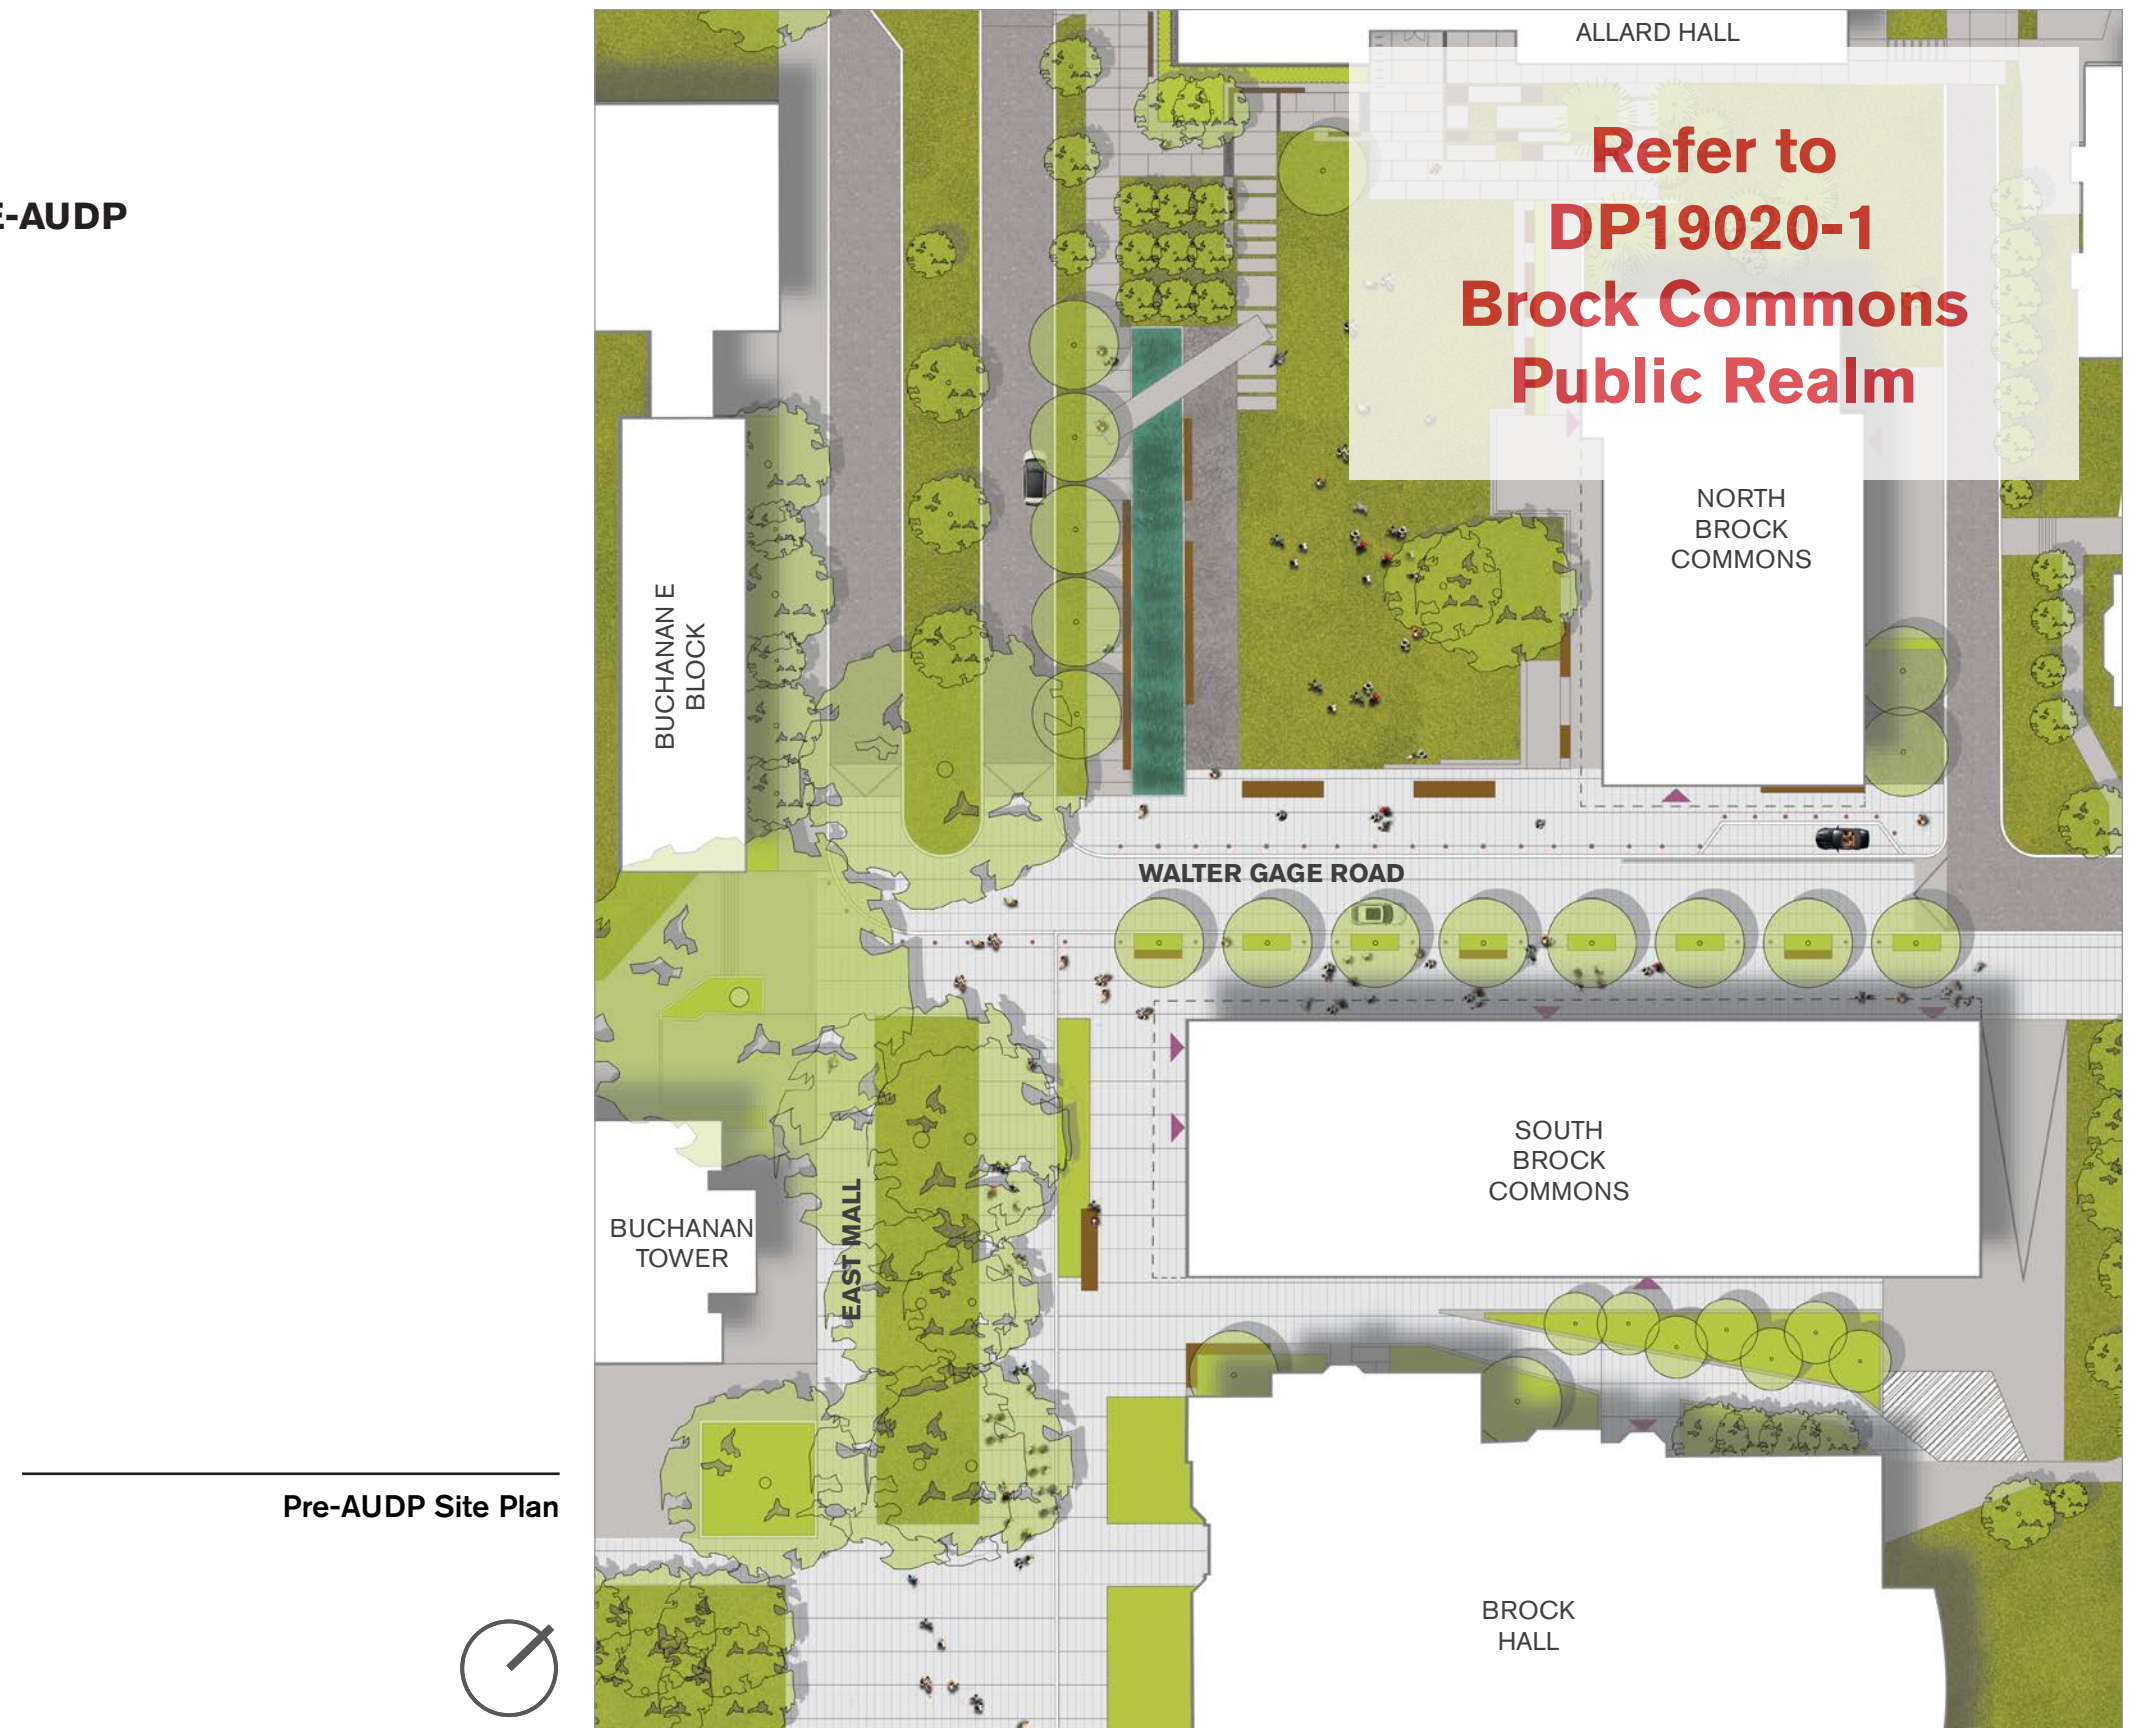 E-AUDP
ALLARD HALL
Refer to
DP19020-1
Brock Commons
Public Realm
NORTH
BROCK
COMMONS
BUCHANAN E
BLOCK
WALTER GAGE ROAD
SOUTH
BROCK
COMMONS
BUCHANAN
TOWER
EAST MALL
Pre-AUDP Site Plan
BROCK
HALL